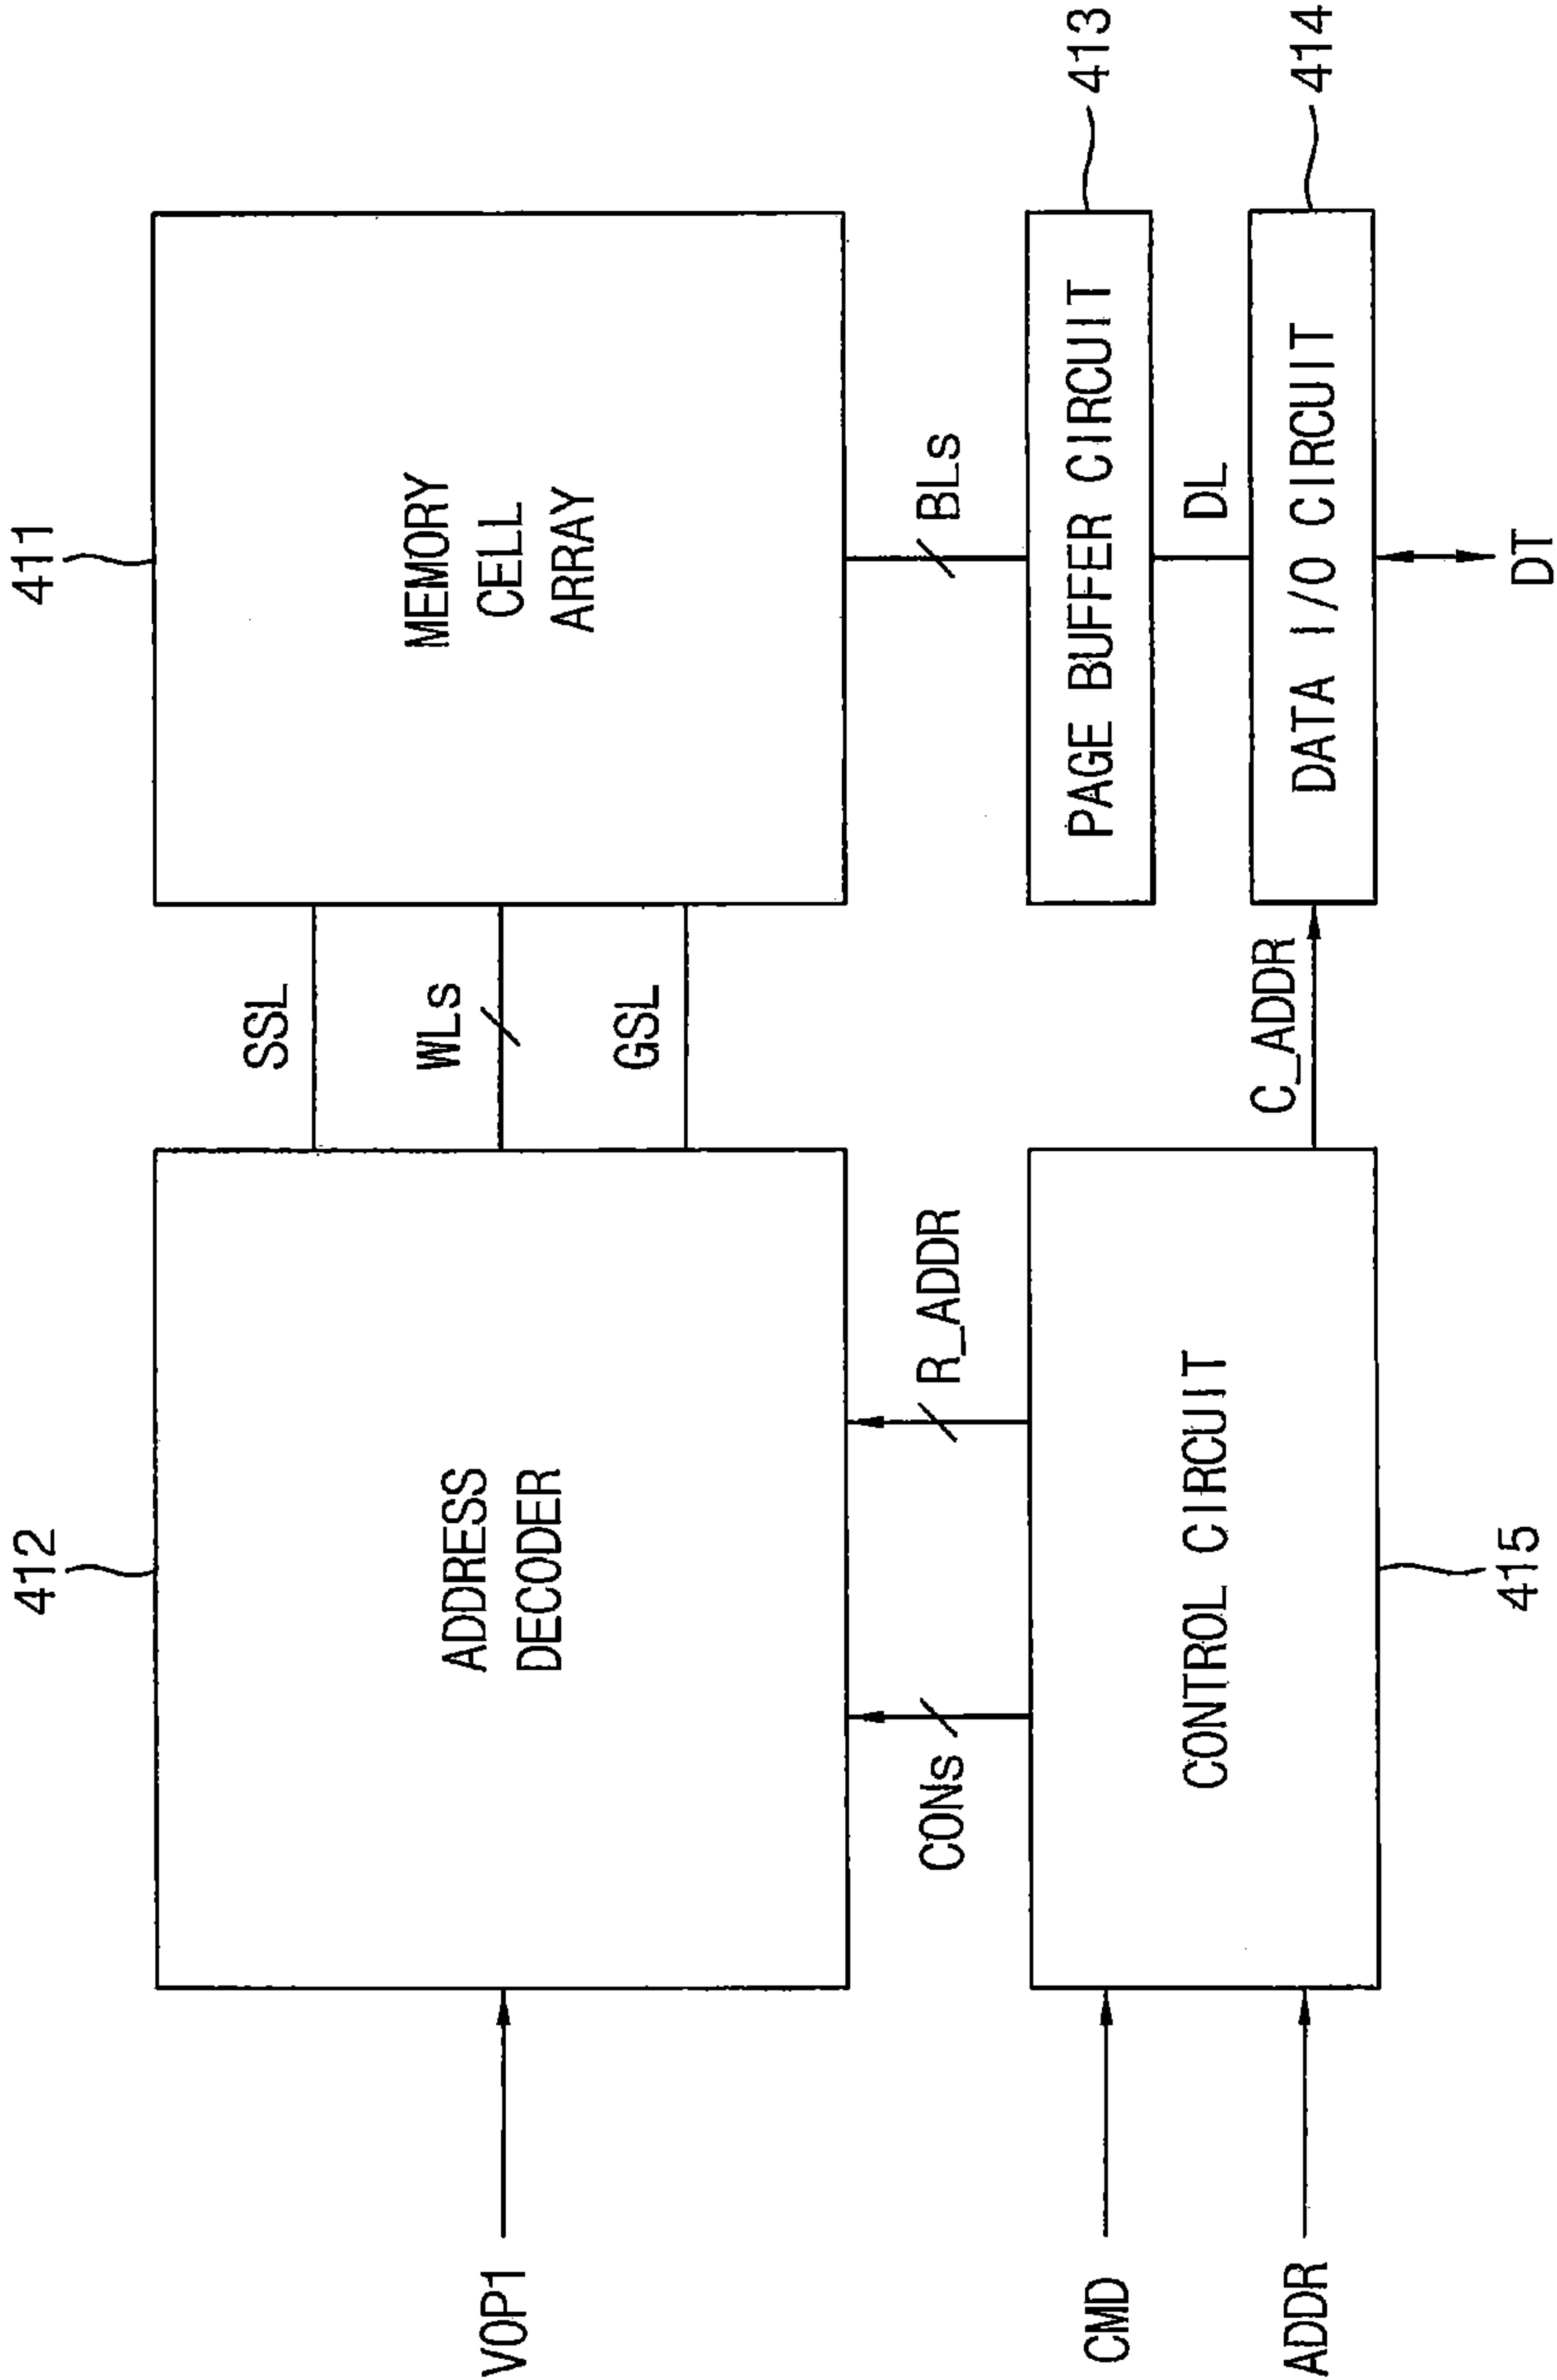 412
411
ADDRESS
DECODER
MEMORY
CELL
ARRAY
SSL
WLs
GSL
VOP1
CONs
R_ADDR
BLs
CONTROL CIRCUIT
PAGE BUFFER CIRCUIT
413
DL
CMD
ADDR
C_ADDR
DATA I/O CIRCUIT
414
415
DT